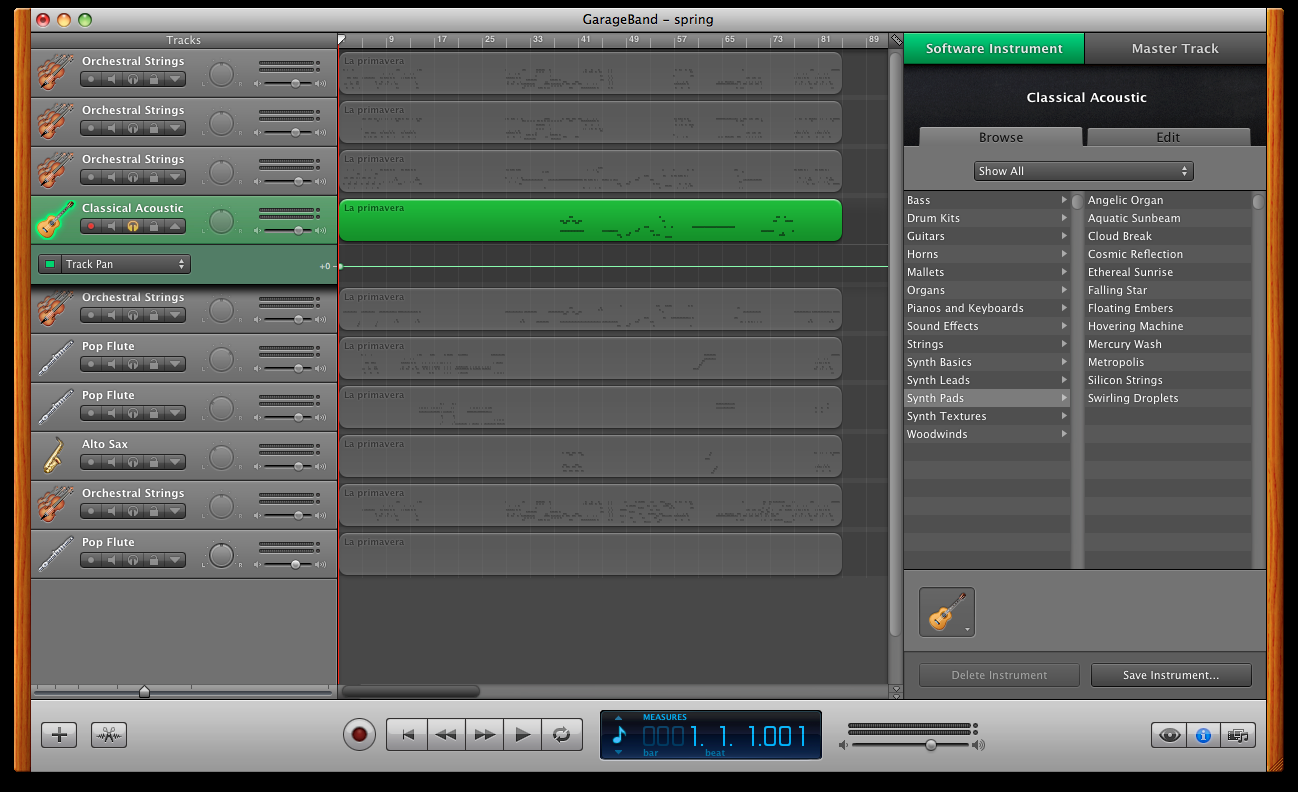 GarageBand – spring
Tracks
9 17 25 33 41 49 57 65 73 81 89
Orchestral Strings
La primavera
Orchestral Strings
La primavera
Orchestral Strings
La primavera
Classical Acoustic
La primavera
Track Pan
+0
Orchestral Strings
La primavera
Pop Flute
La primavera
Pop Flute
La primavera
Alto Sax
La primavera
Orchestral Strings
La primavera
Pop Flute
La primavera
Software Instrument
Master Track
Classical Acoustic
Browse
Edit
Show All
Bass
Drum Kits
Guitars
Horns
Mallets
Organs
Pianos and Keyboards
Sound Effects
Strings
Synth Basics
Synth Leads
Synth Pads
Synth Textures
Woodwinds
Angelic Organ
Aquatic Sunbeam
Cloud Break
Cosmic Reflection
Ethereal Sunrise
Falling Star
Floating Embers
Hovering Machine
Mercury Wash
Metropolis
Silicon Strings
Swirling Droplets
Delete Instrument
Save Instrument...
MEASURES
0001. 1. 1.001
bar beat